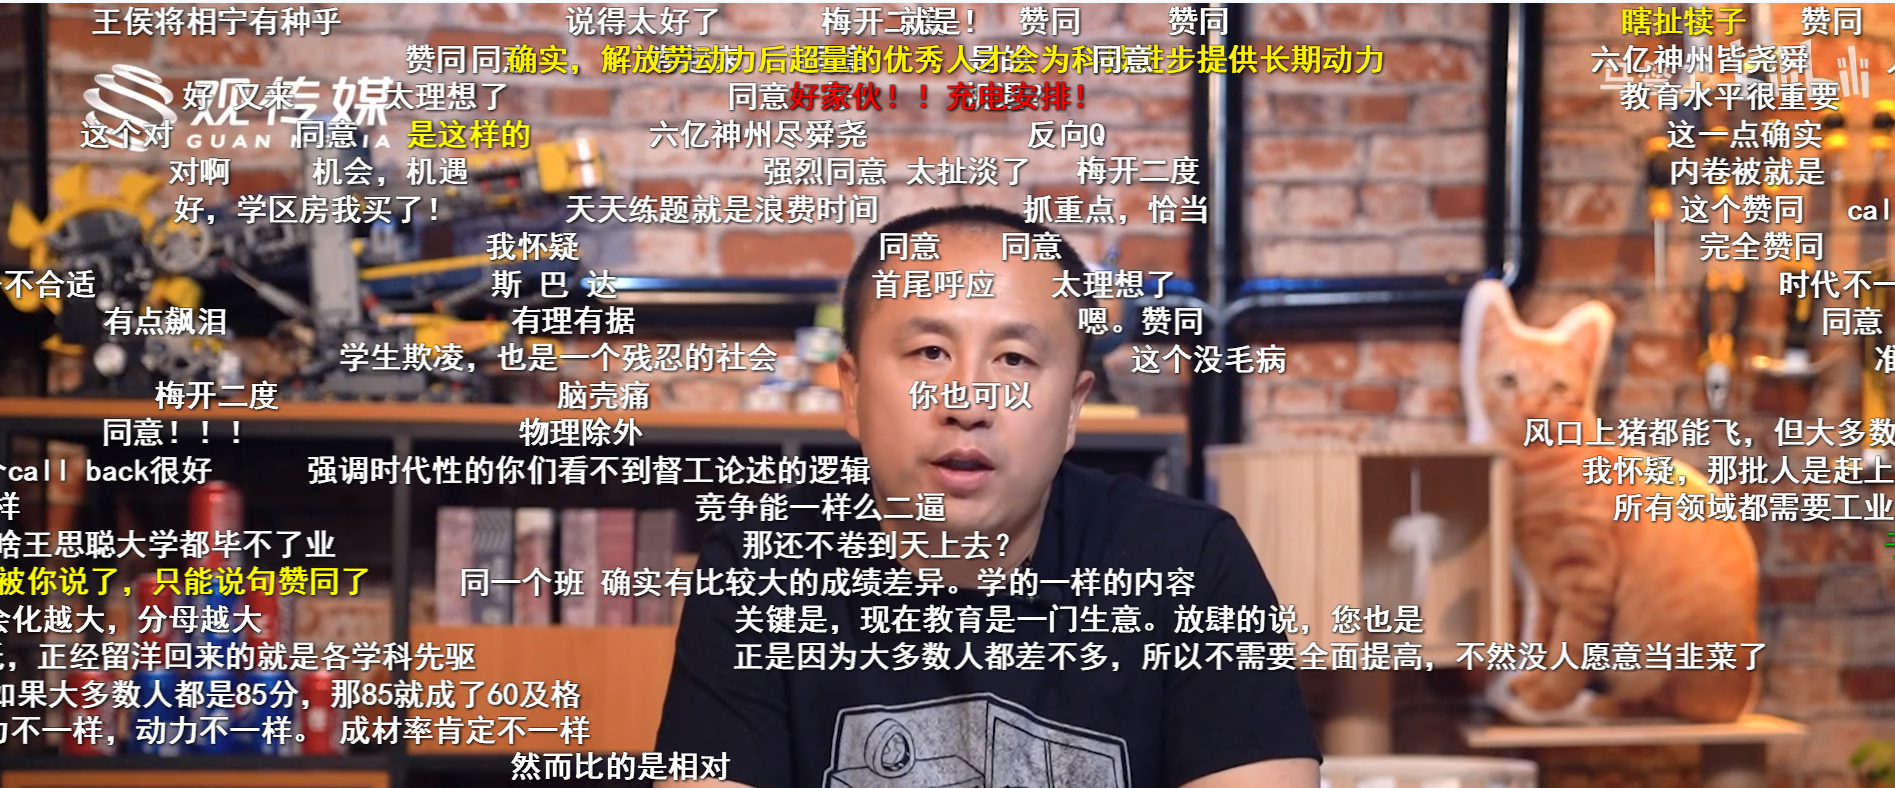 王侯将相宁有种乎 说得太好了 梅开二度 就是！ 赞同 赞同 瞎扯犊子 赞同
赞同 同意 确实，解放劳动力后超量的优秀人才会为科技进步提供长期动力 六亿神州皆尧舜
观传媒 好 又来 太理想了 同意 好家伙！！充电安排！ 教育水平很重要
GUAN 这个对 同意 是这样的 六亿神州尽舜尧 反向Q 这一点确实
对啊 机会，机遇 强烈同意 太扯淡了 梅开二度 内卷被就是
好，学区房我买了！ 天天练题就是浪费时间 抓重点，恰当 这个赞同 cal
我怀疑 同意 同意 完全赞同
不合适 斯 巴 达 首尾呼应 太理想了 时代不一
有点飙泪 有理有据 嗯。赞同 同意
学生欺凌，也是一个残忍的社会 这个没毛病 准
梅开二度 脑壳痛 你也可以
同意！！！ 物理除外 风口上猪都能飞，但大多数
call back很好 强调时代性的你们看不到督工论述的逻辑 我怀疑，那批人是赶上
样 竞争能一样么二逼 所有领域都需要工业
啥王思聪大学都毕不了业 那还不卷到天上去？
被你说了，只能说句赞同了 同一个班 确实有比较大的成绩差异。学的一样的内容
会化越大，分母越大 关键是，现在教育是一门生意。放肆的说，您也是
，正经留洋回来的就是各学科先驱 正是因为大多数人都差不多，所以不需要全面提高，不然没人愿意当韭菜了
如果大多数人都是85分，那85就成了60及格
力不一样，动力不一样。 成材率肯定不一样
然而比的是相对